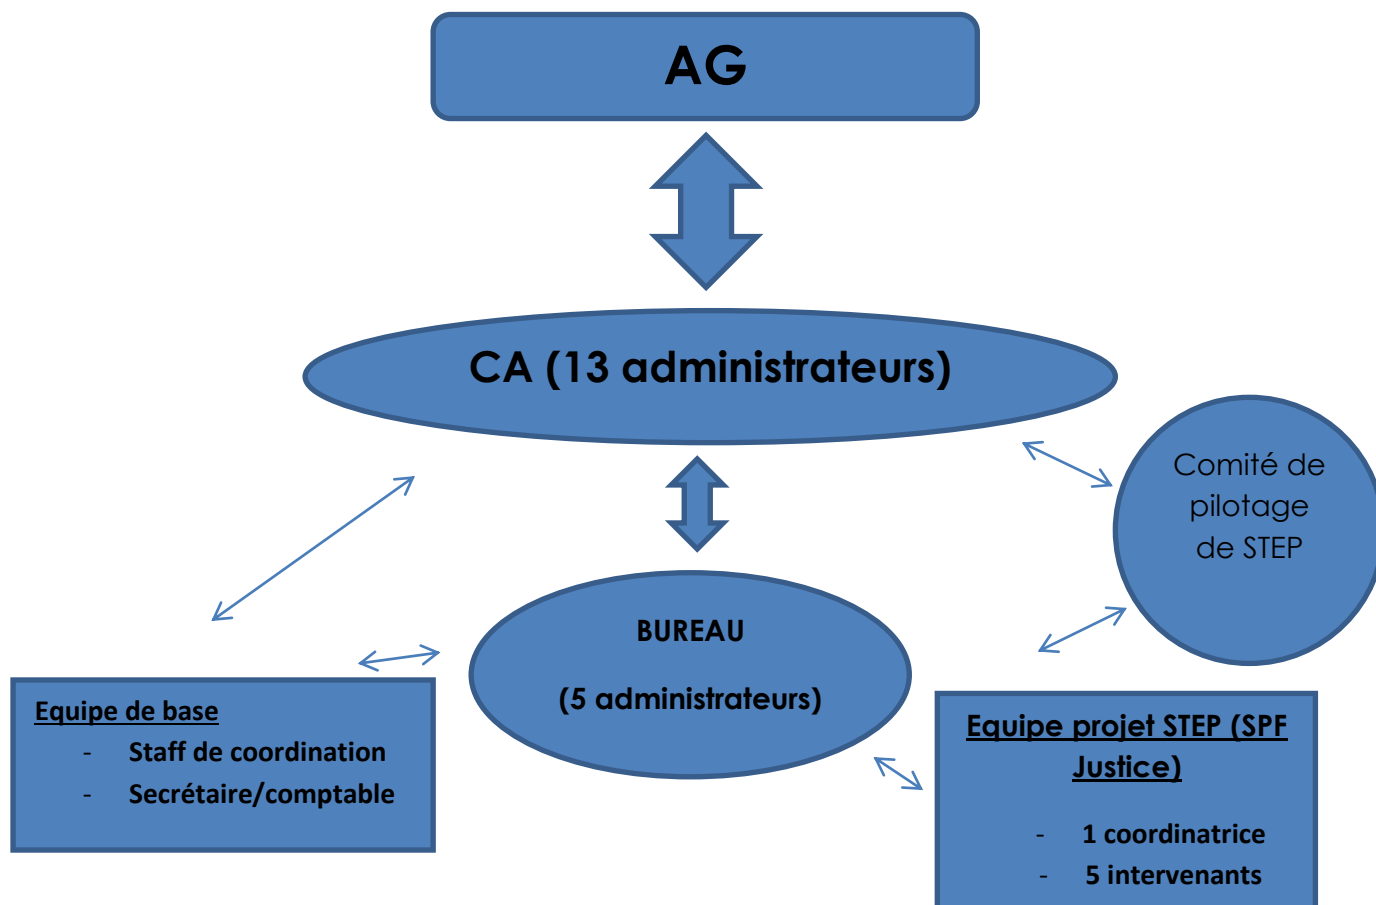 AG
CA (13 administrateurs)
Comité de
pilotage
de STEP
BUREAU
(5 administrateurs)
Equipe de base
- Staff de coordination
- Secrétaire/comptable
Equipe projet STEP (SPF
Justice)
- 1 coordinatrice
- 5 intervenants